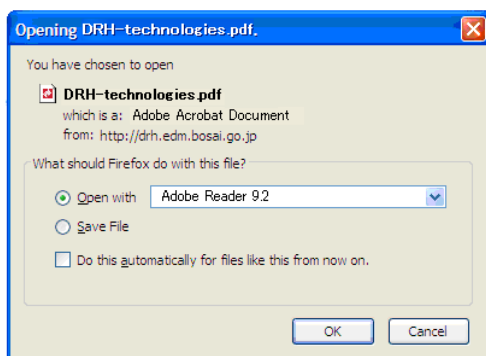 Opening DRH-technologies.pdf.
You have chosen to open
DRH-technologies.pdf
which is a: Adobe Acrobat Document
from: http://drh.edm.bosai.go.jp
What should Firefox do with this file?
Open with Adobe Reader 9.2
Save File
Do this automatically for files like this from now on.
OK Cancel